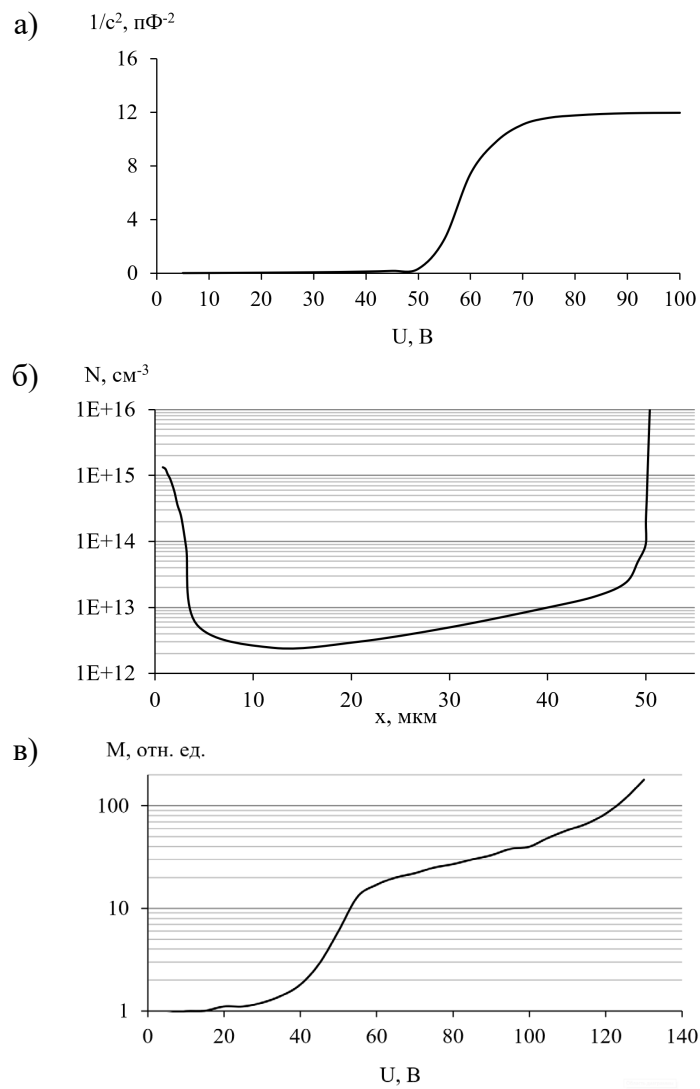 а)
1/c², пФ⁻²
16
12
8
4
0
0 10 20 30 40 50 60 70 80 90 100
U, В
б)
N, см⁻³
1E+16
1E+15
1E+14
1E+13
1E+12
0 10 20 30 40 50
x, мкм
в)
М, отн. ед.
100
10
1
0 20 40 60 80 100 120 140
U, В